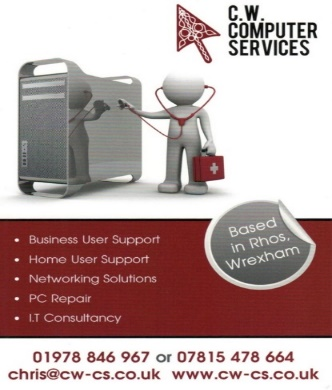 C.W.
COMPUTER
SERVICES
Based
in Rhos,
Wrexham
• Business User Support
• Home User Support
• Networking Solutions
• PC Repair
• I.T Consultancy
01978 846 967 or 07815 478 664
chris@cw-cs.co.uk www.cw-cs.co.uk